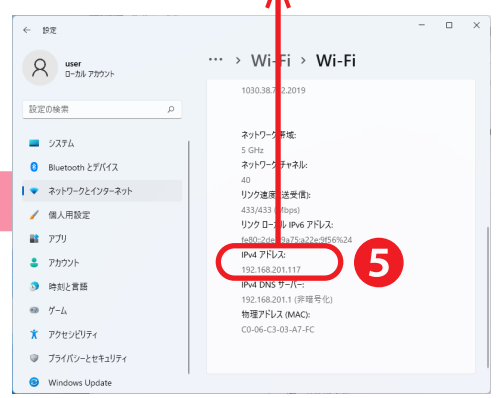 設定
user
ローカル アカウント
設定の検索
システム
Bluetooth とデバイス
ネットワークとインターネット
個人用設定
アプリ
アカウント
時刻と言語
ゲーム
アクセシビリティ
プライバシーとセキュリティ
Windows Update
… › Wi-Fi › Wi-Fi
ネットワーク帯域:
5 GHz
ネットワーク チャネル:
40
リンク速度 (送受信):
433/433 (Mbps)
リンク ローカル IPv6 アドレス:
IPv4 アドレス:
192.168.201.117
IPv4 DNS サーバー:
192.168.201.1 (非暗号化)
物理アドレス (MAC):
C0-06-C3-03-A7-FC
5